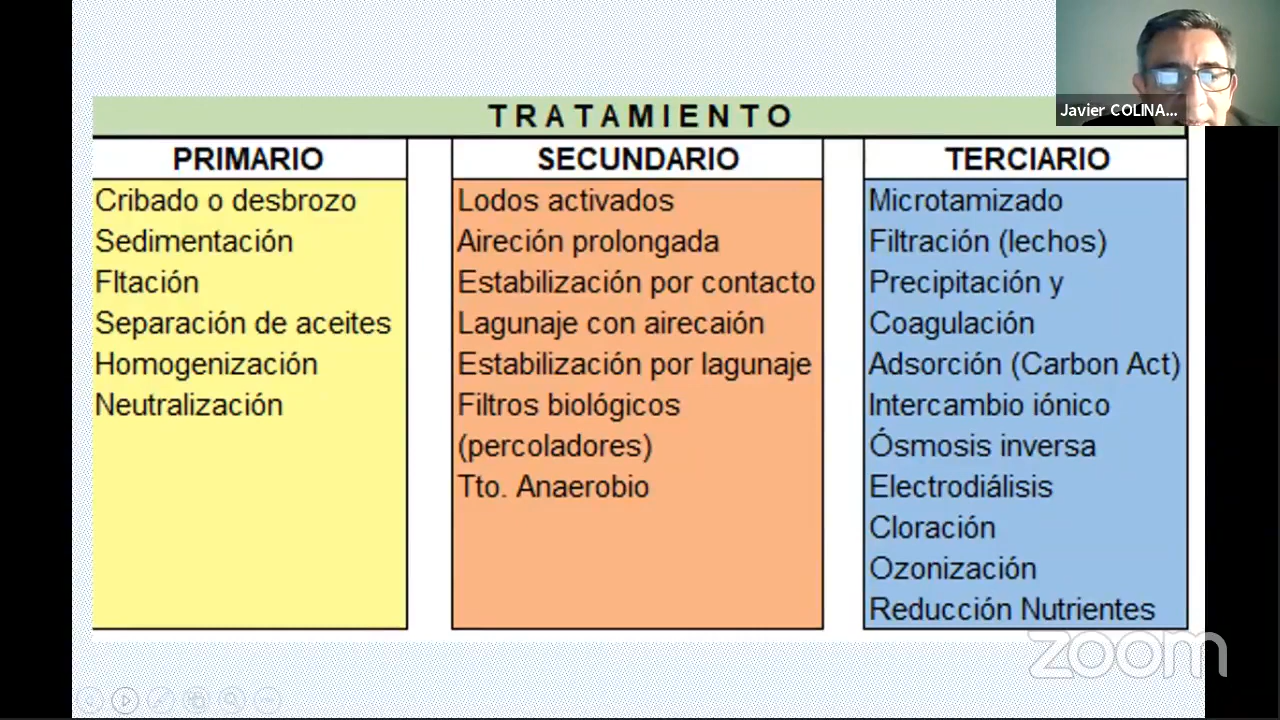 Javier COLINA...
TRATAMIENTO
PRIMARIO
Cribado o desbrozo
Sedimentación
Fltación
Separación de aceites
Homogenización
Neutralización
SECUNDARIO
Lodos activados
Aireción prolongada
Estabilización por contacto
Lagunaje con airecaión
Estabilización por lagunaje
Filtros biológicos
(percoladores)
Tto. Anaerobio
TERCIARIO
Microtamizado
Filtración (lechos)
Precipitación y
Coagulación
Adsorción (Carbon Act)
Intercambio iónico
Ósmosis inversa
Electrodiálisis
Cloración
Ozonización
Reducción Nutrientes
zoom